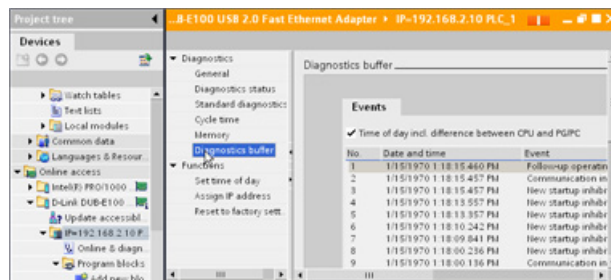 Project tree
...B-E100 USB 2.0 Fast Ethernet Adapter ▸ IP=192.168.2.10 PLC_1
Devices
Watch tables
Text lists
Local modules
Common data
Languages & Resour...
Online access
Intel(R) PRO/1000
D-Link DUB-E100
Update accessibl...
IP=192.168.2.10 P...
Online & diagn...
Program blocks
Add new blo...
Diagnostics
General
Diagnostics status
Standard diagnostics
Cycle time
Memory
Diagnostics buffer
Functions
Set time of day
Assign IP address
Reset to factory sett...
Diagnostics buffer
Events
Time of day incl. difference between CPU and PG/PC
No. Date and time Event
1 1/15/1970 1:18:15.460 PM Follow-up operatin
2 1/15/1970 1:18:15.457 PM Communication in
3 1/15/1970 1:18:15.457 PM New startup inhibi
4 1/15/1970 1:18:13.557 PM New startup inhibi
5 1/15/1970 1:18:13.357 PM New startup inhibi
6 1/15/1970 1:18:10.242 PM New startup inhibi
7 1/15/1970 1:18:09.841 PM New startup inhibi
8 1/15/1970 1:18:00.236 PM New startup inhibi
9 1/15/1970 1:18:00.136 PM Communication in